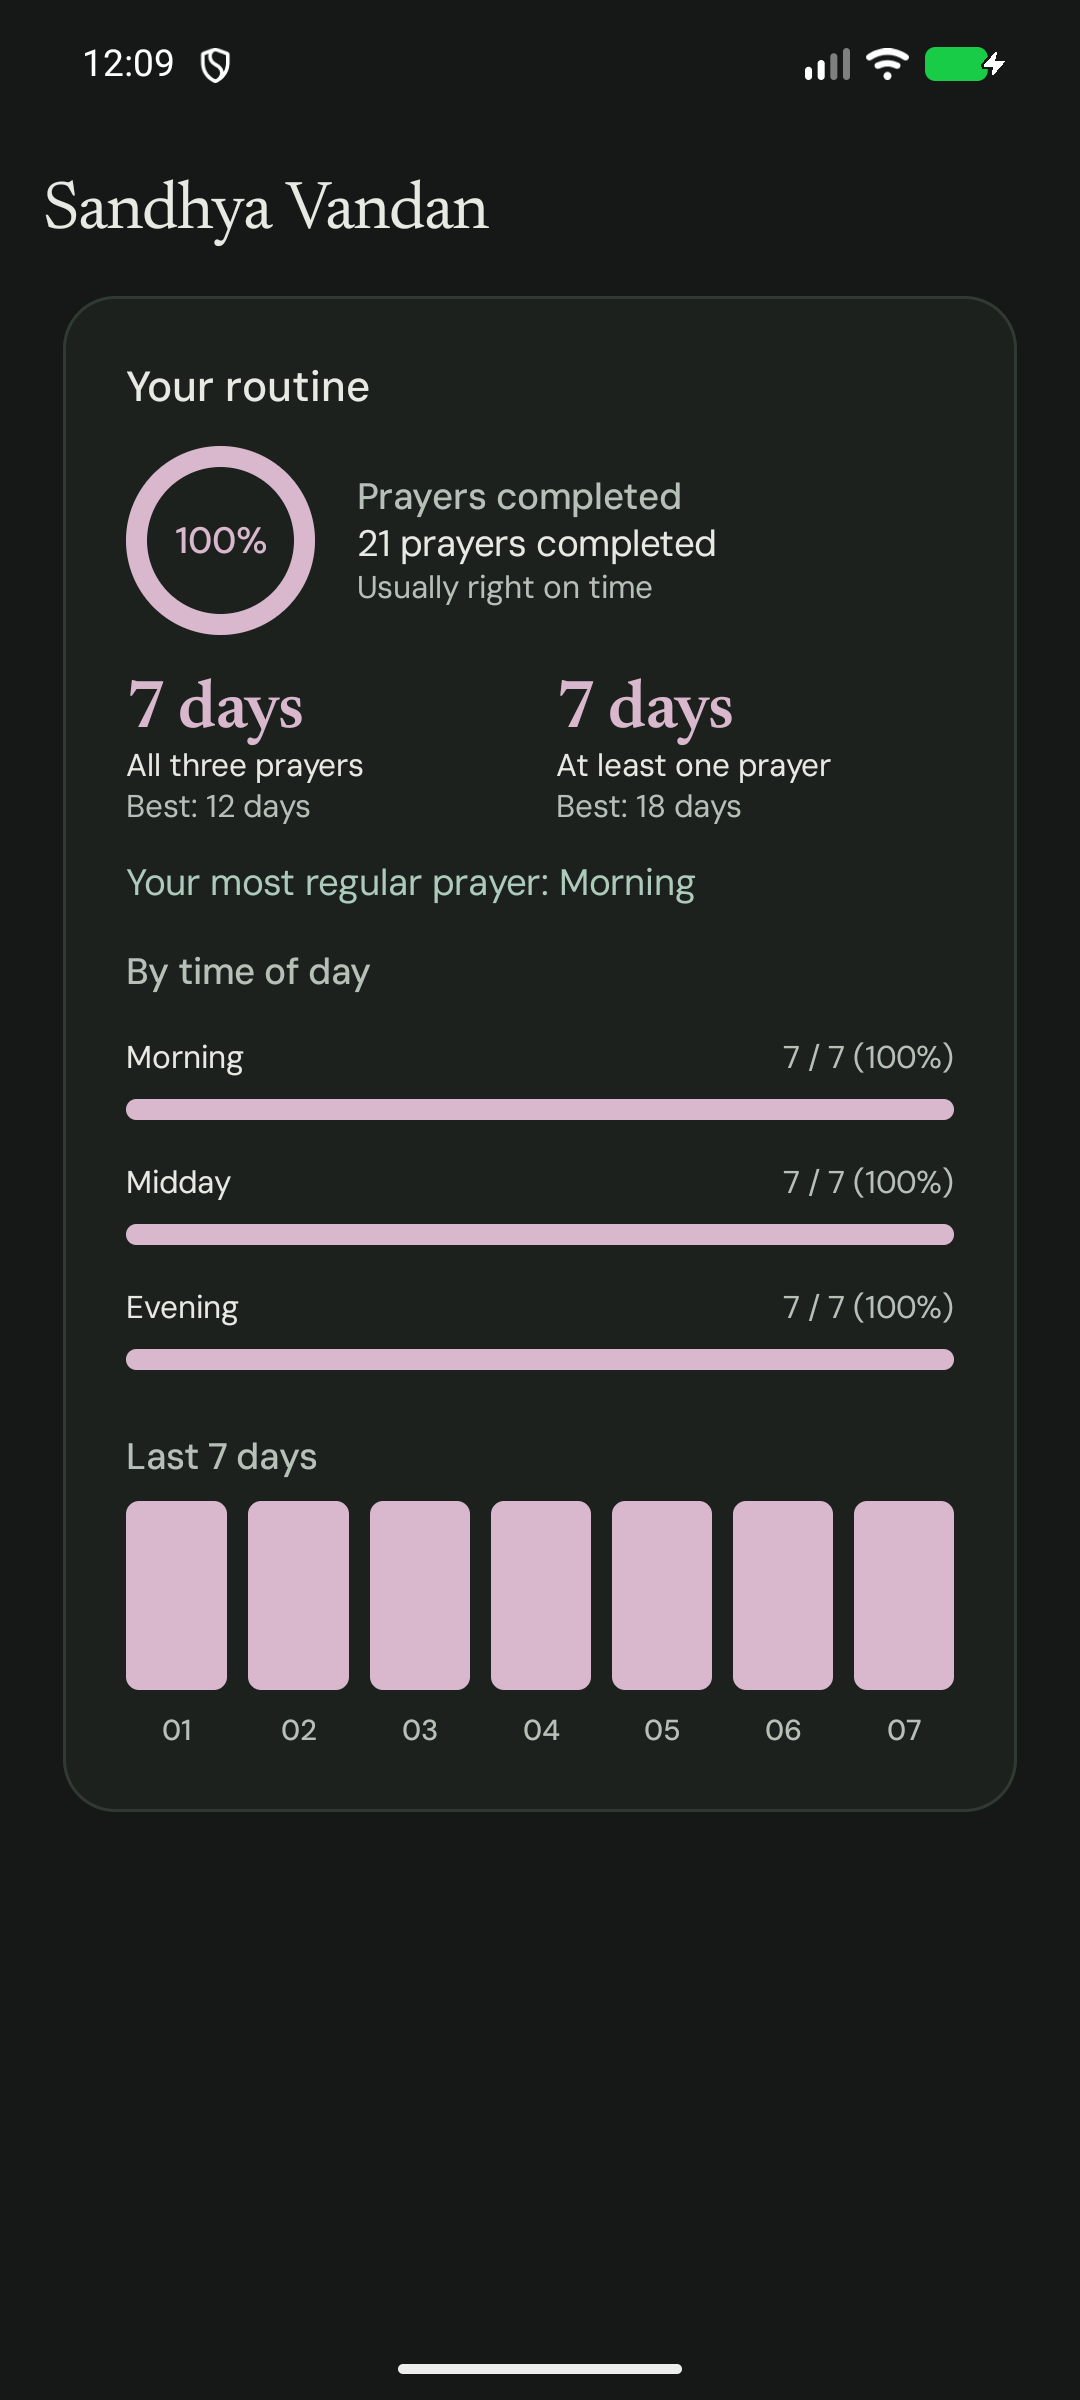 12:09
Sandhya Vandan
Your routine
100%
Prayers completed
21 prayers completed
Usually right on time
7 days
All three prayers
Best: 12 days
7 days
At least one prayer
Best: 18 days
Your most regular prayer: Morning
By time of day
Morning 7 / 7 (100%)
Midday 7 / 7 (100%)
Evening 7 / 7 (100%)
Last 7 days
01 02 03 04 05 06 07